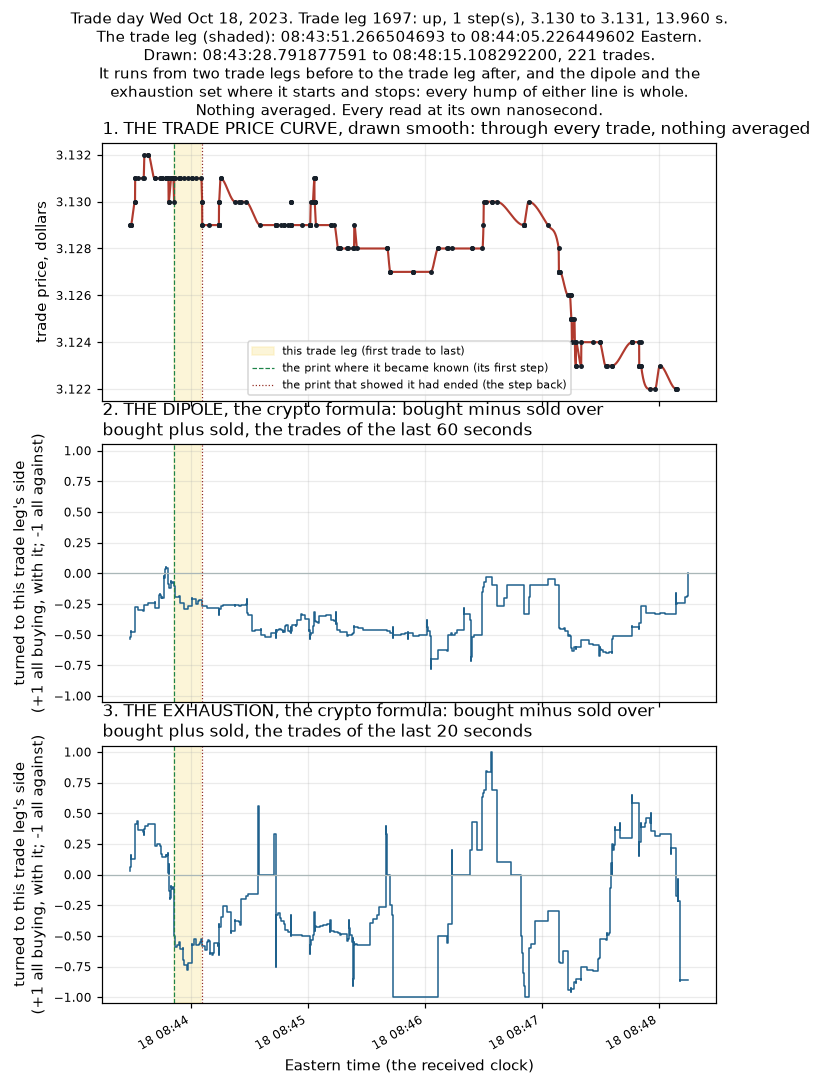 Trade day Wed Oct 18, 2023. Trade leg 1697: up, 1 step(s), 3.130 to 3.131, 13.960 s.
The trade leg (shaded): 08:43:51.266504693 to 08:44:05.226449602 Eastern.
Drawn: 08:43:28.791877591 to 08:48:15.108292200, 221 trades.
It runs from two trade legs before to the trade leg after, and the dipole and the
exhaustion set where it starts and stops: every hump of either line is whole.
Nothing averaged. Every read at its own nanosecond.
1. THE TRADE PRICE CURVE, drawn smooth: through every trade, nothing averaged
3.132
3.130
3.128
3.126
3.124
3.122
trade price, dollars
this trade leg (first trade to last)
the print where it became known (its first step)
the print that showed it had ended (the step back)
2. THE DIPOLE, the crypto formula: bought minus sold over
bought plus sold, the trades of the last 60 seconds
1.00
0.75
0.50
0.25
0.00
−0.25
−0.50
−0.75
−1.00
turned to this trade leg's side
(+1 all buying, with it; -1 all against)
3. THE EXHAUSTION, the crypto formula: bought minus sold over
bought plus sold, the trades of the last 20 seconds
1.00
0.75
0.50
0.25
0.00
−0.25
−0.50
−0.75
−1.00
turned to this trade leg's side
(+1 all buying, with it; -1 all against)
18 08:44
18 08:45
18 08:46
18 08:47
18 08:48
Eastern time (the received clock)